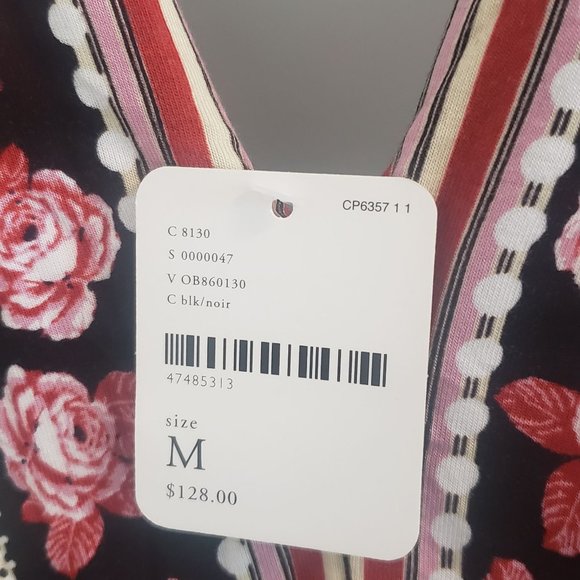 CP6357 1 1
C 8130
S 0000047
V OB860130
C blk/noir
47485313
size
M
$128.00